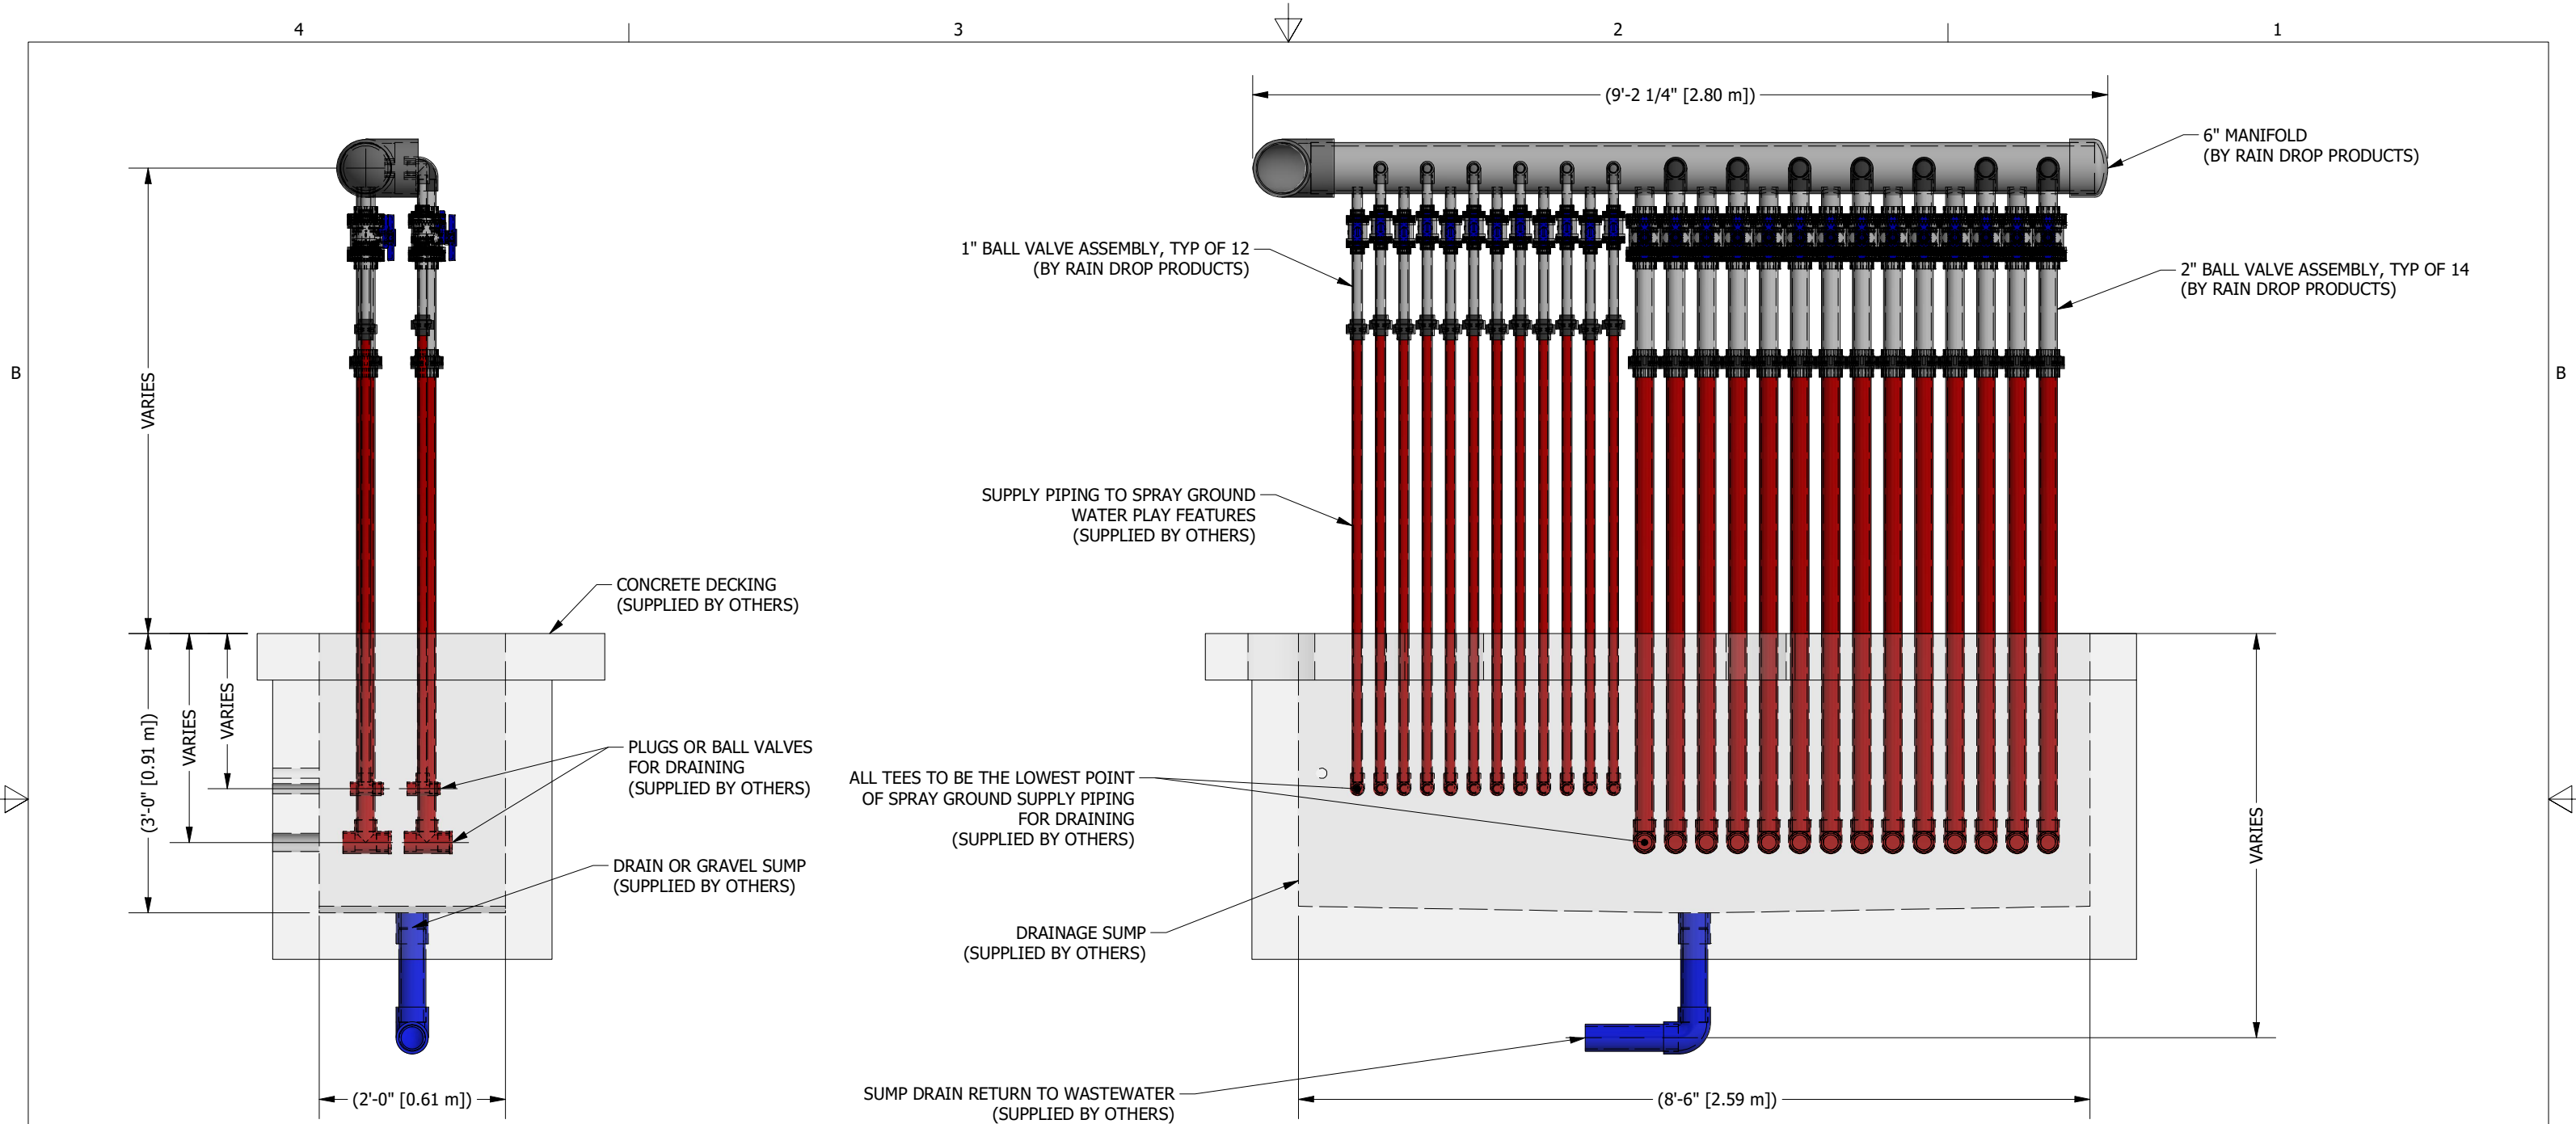 4
3
2
1
(9'-2 1/4" [2.80 m])
6" MANIFOLD
(BY RAIN DROP PRODUCTS)
1" BALL VALVE ASSEMBLY, TYP OF 12
(BY RAIN DROP PRODUCTS)
2" BALL VALVE ASSEMBLY, TYP OF 14
(BY RAIN DROP PRODUCTS)
B
B
VARIES
SUPPLY PIPING TO SPRAY GROUND
WATER PLAY FEATURES
(SUPPLIED BY OTHERS)
CONCRETE DECKING
(SUPPLIED BY OTHERS)
(3'-0" [0.91 m])
VARIES
VARIES
PLUGS OR BALL VALVES
FOR DRAINING
(SUPPLIED BY OTHERS)
ALL TEES TO BE THE LOWEST POINT
OF SPRAY GROUND SUPPLY PIPING
FOR DRAINING
(SUPPLIED BY OTHERS)
VARIES
DRAIN OR GRAVEL SUMP
(SUPPLIED BY OTHERS)
DRAINAGE SUMP
(SUPPLIED BY OTHERS)
(2'-0" [0.61 m])
SUMP DRAIN RETURN TO WASTEWATER
(SUPPLIED BY OTHERS)
(8'-6" [2.59 m])